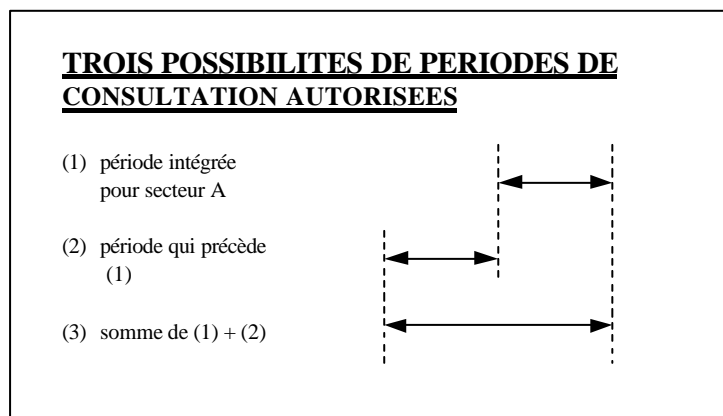 TROIS POSSIBILITES DE PERIODES DE
CONSULTATION AUTORISEES
(1) période intégrée
pour secteur A
(2) période qui précède
(1)
(3) somme de (1) + (2)